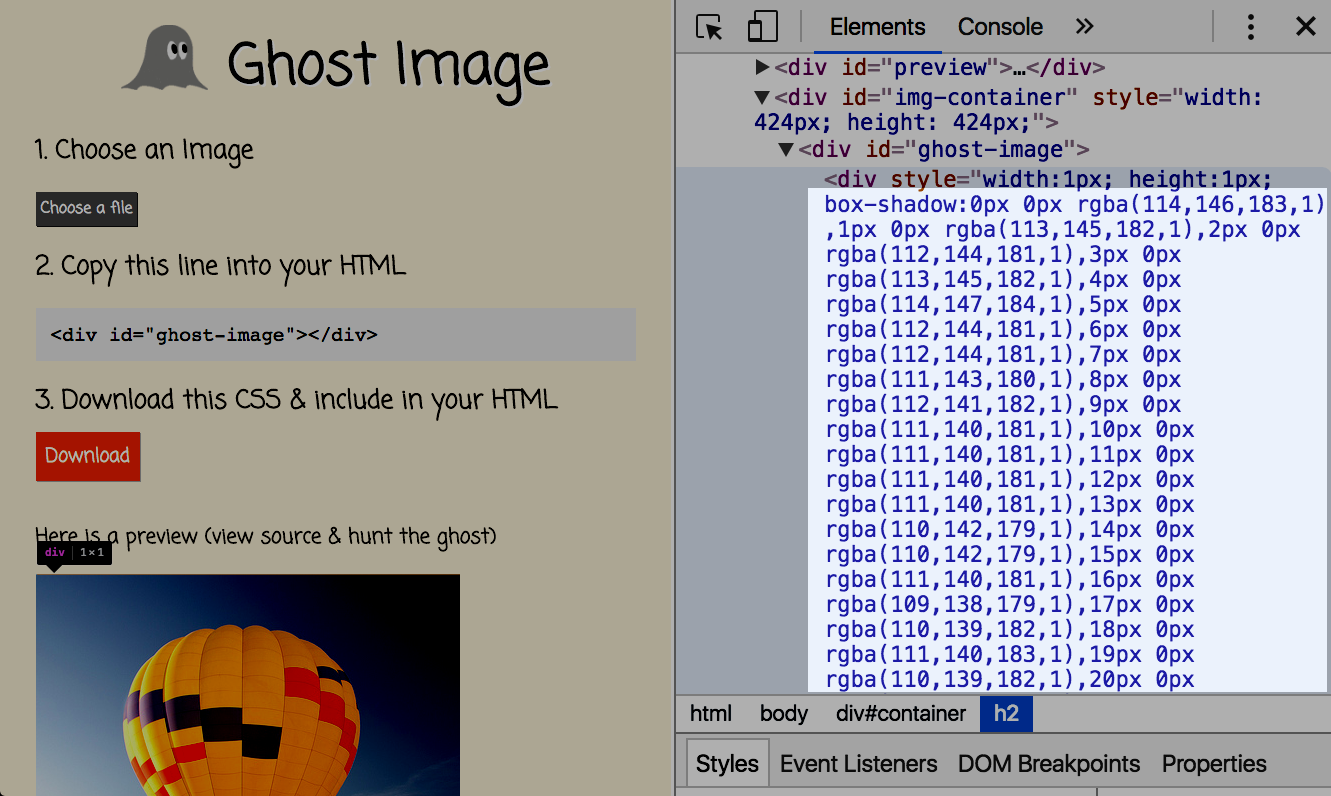 Ghost Image
1. Choose an Image
Choose a file
2. Copy this line into your HTML
<div id="ghost-image"></div>
3. Download this CSS & include in your HTML
Download
Here is a preview (view source & hunt the ghost)
div | 1×1
Elements Console »
▶<div id="preview">…</div>
▼<div id="img-container" style="width:
424px; height: 424px;">
▼<div id="ghost-image">
<div style="width:1px; height:1px;
box-shadow:0px 0px rgba(114,146,183,1)
,1px 0px rgba(113,145,182,1),2px 0px
rgba(112,144,181,1),3px 0px
rgba(113,145,182,1),4px 0px
rgba(114,147,184,1),5px 0px
rgba(112,144,181,1),6px 0px
rgba(112,144,181,1),7px 0px
rgba(111,143,180,1),8px 0px
rgba(112,141,182,1),9px 0px
rgba(111,140,181,1),10px 0px
rgba(111,140,181,1),11px 0px
rgba(111,140,181,1),12px 0px
rgba(111,140,181,1),13px 0px
rgba(110,142,179,1),14px 0px
rgba(110,142,179,1),15px 0px
rgba(111,140,181,1),16px 0px
rgba(109,138,179,1),17px 0px
rgba(110,139,182,1),18px 0px
rgba(111,140,183,1),19px 0px
rgba(110,139,182,1),20px 0px
html body div#container h2
Styles Event Listeners DOM Breakpoints Properties